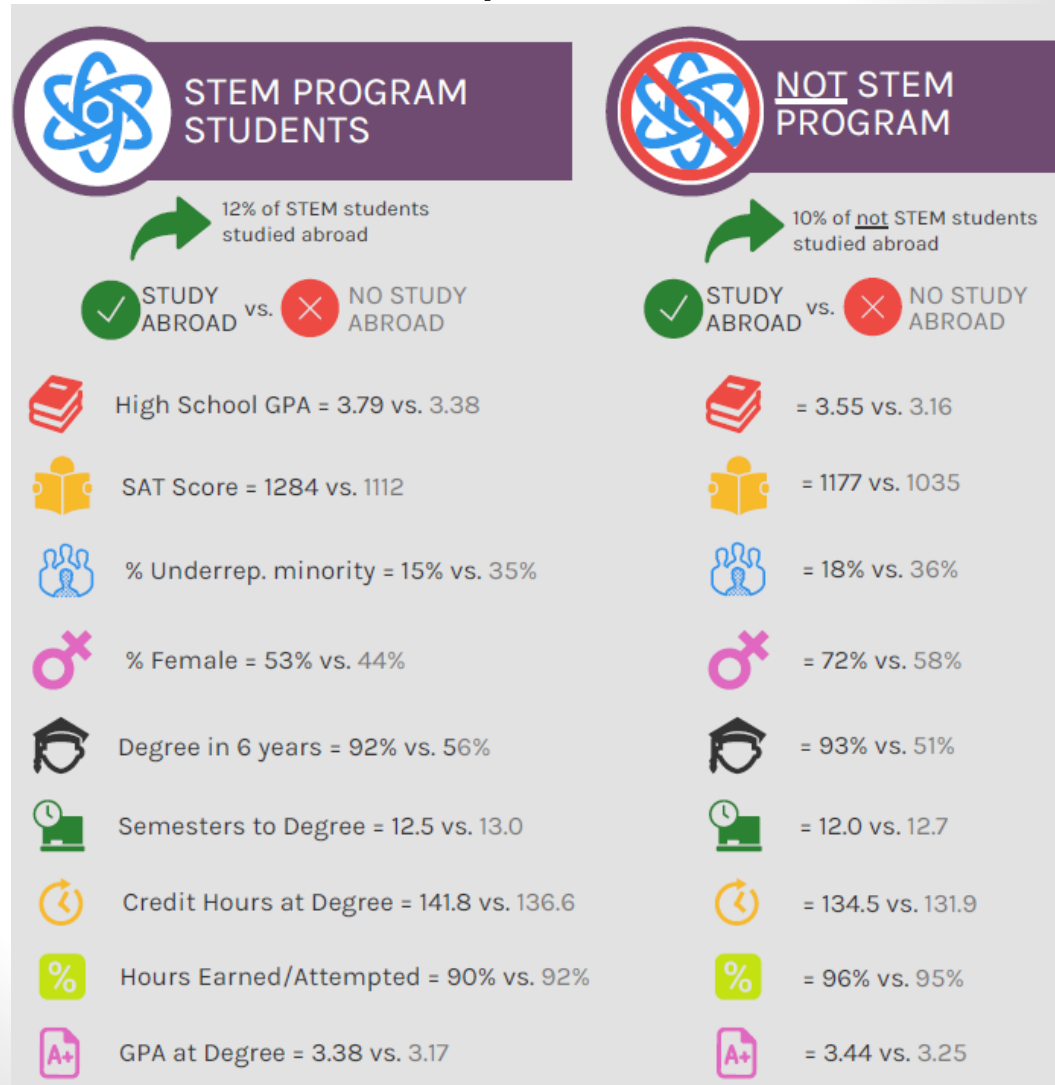 STEM PROGRAM
STUDENTS
12% of STEM students
studied abroad
STUDY
ABROAD
vs.
NO STUDY
ABROAD
High School GPA = 3.79 vs. 3.38
SAT Score = 1284 vs. 1112
% Underrep. minority = 15% vs. 35%
% Female = 53% vs. 44%
Degree in 6 years = 92% vs. 56%
Semesters to Degree = 12.5 vs. 13.0
Credit Hours at Degree = 141.8 vs. 136.6
%
Hours Earned/Attempted = 90% vs. 92%
A+
GPA at Degree = 3.38 vs. 3.17
NOT STEM
PROGRAM
10% of not STEM students
studied abroad
STUDY
ABROAD
vs.
NO STUDY
ABROAD
= 3.55 vs. 3.16
= 1177 vs. 1035
= 18% vs. 36%
= 72% vs. 58%
= 93% vs. 51%
= 12.0 vs. 12.7
= 134.5 vs. 131.9
%
= 96% vs. 95%
A+
= 3.44 vs. 3.25